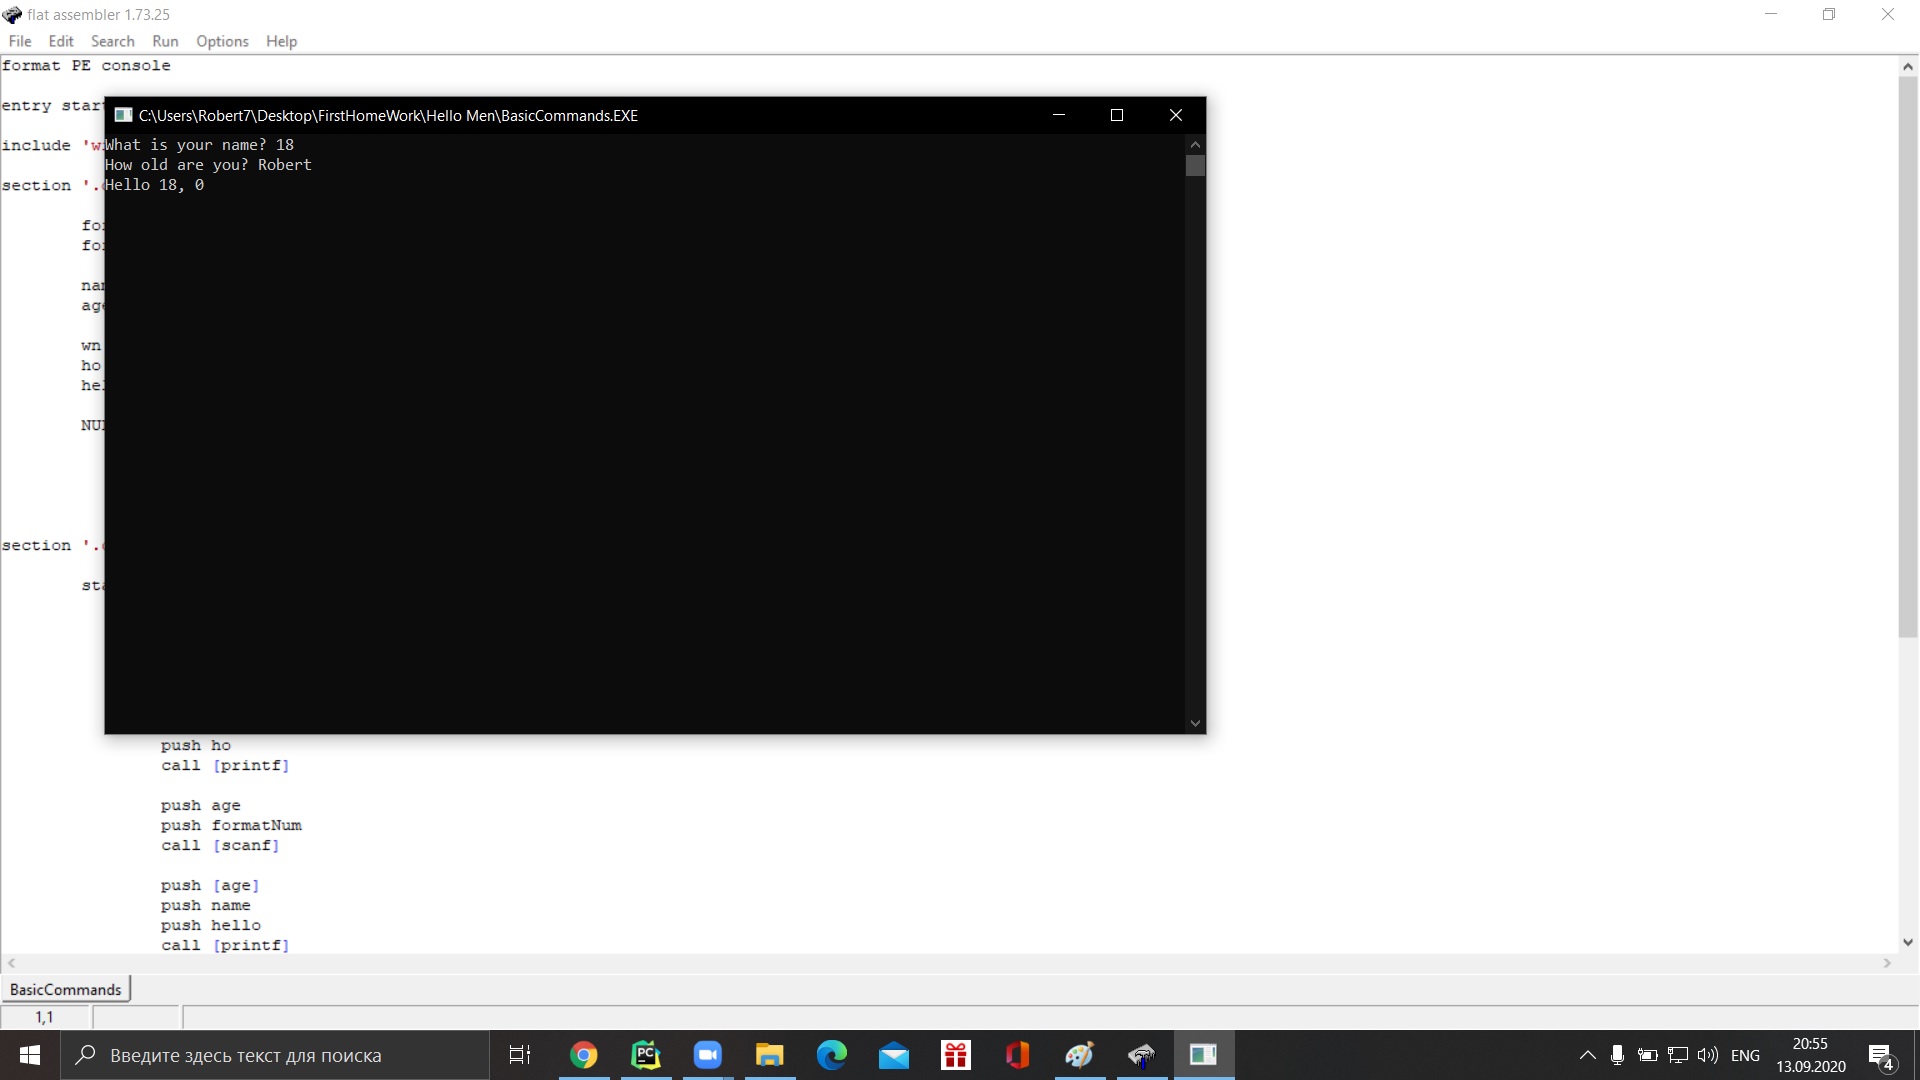 flat assembler 1.73.25
File Edit Search Run Options Help
format PE console
entry star
C:\Users\Robert7\Desktop\FirstHomeWork\Hello Men\BasicCommands.EXE
include 'w
What is your name? 18
How old are you? Robert
section '.
Hello 18, 0
fo
fo
na
age
wn
ho
hel
NU
section '.
sta
push ho
call [printf]
push age
push formatNum
call [scanf]
push [age]
push name
push hello
call [printf]
BasicCommands
1,1
Введите здесь текст для поиска
PC
ENG
20:55
13.09.2020
4